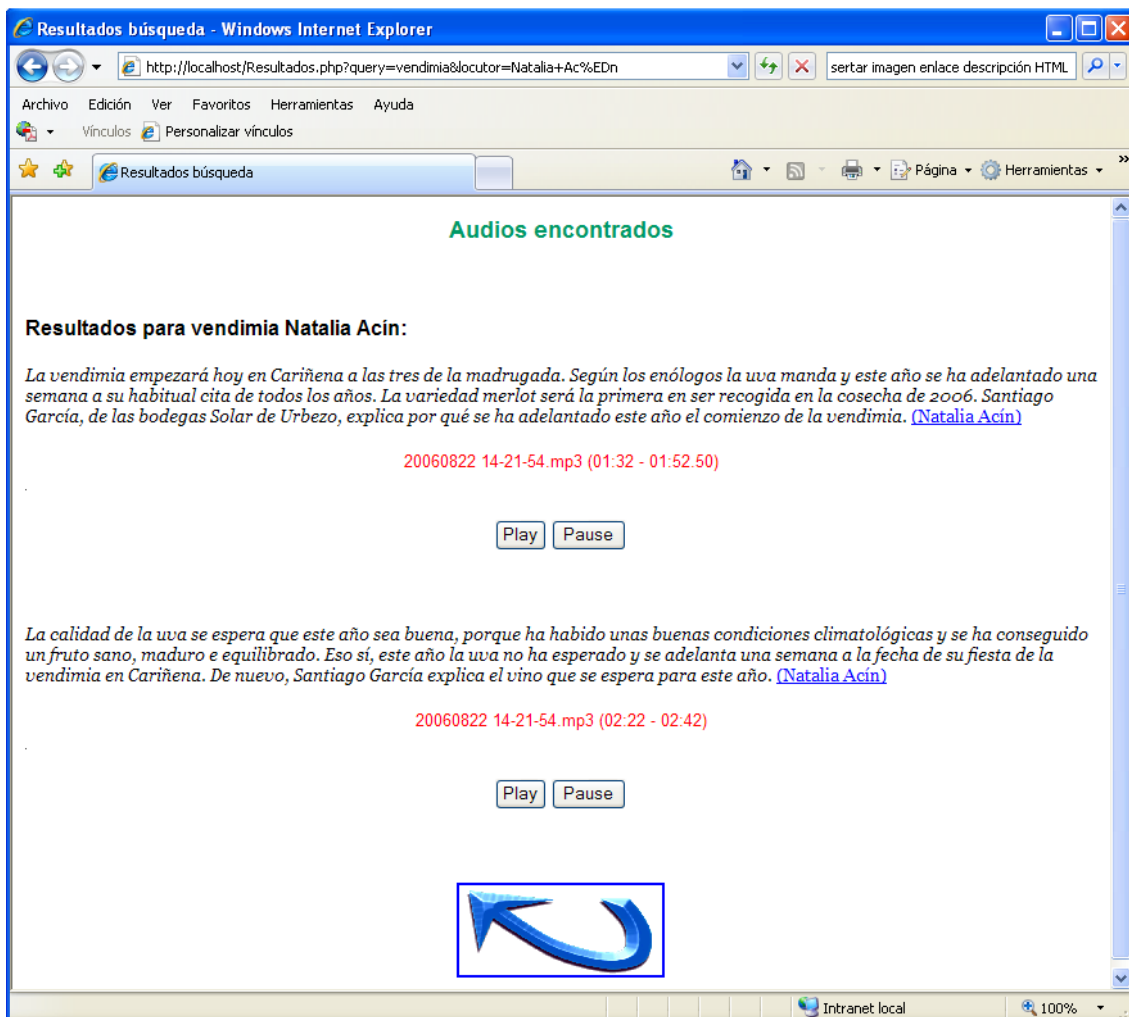 Resultados búsqueda - Windows Internet Explorer
http://localhost/Resultados.php?query=vendimia&locutor=Natalia+Ac%EDn
sertar imagen enlace descripción HTML
Archivo Edición Ver Favoritos Herramientas Ayuda
Vínculos Personalizar vínculos
Resultados búsqueda
Página
Herramientas
»
Audios encontrados
Resultados para vendimia Natalia Acín:
La vendimia empezará hoy en Cariñena a las tres de la madrugada. Según los enólogos la uva manda y este año se ha adelantado una
semana a su habitual cita de todos los años. La variedad merlot será la primera en ser recogida en la cosecha de 2006. Santiago
García, de las bodegas Solar de Urbezo, explica por qué se ha adelantado este año el comienzo de la vendimia. (Natalia Acín)
20060822 14-21-54.mp3 (01:32 - 01:52.50)
.
Play Pause
La calidad de la uva se espera que este año sea buena, porque ha habido unas buenas condiciones climatológicas y se ha conseguido
un fruto sano, maduro e equilibrado. Eso sí, este año la uva no ha esperado y se adelanta una semana a la fecha de su fiesta de la
vendimia en Cariñena. De nuevo, Santiago García explica el vino que se espera para este año. (Natalia Acín)
20060822 14-21-54.mp3 (02:22 - 02:42)
.
Play Pause
Intranet local
100%